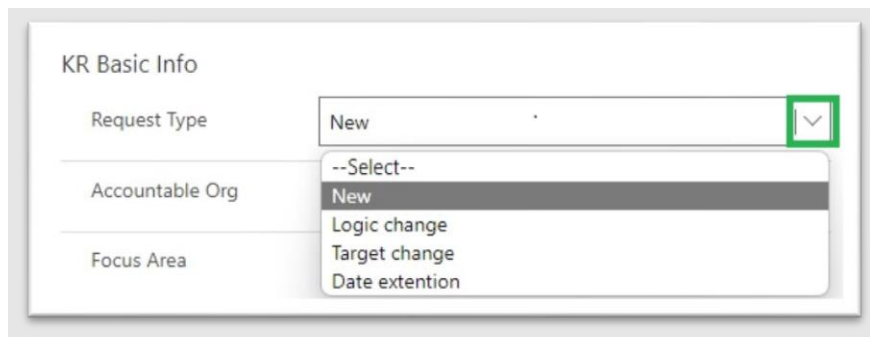 KR Basic Info
Request Type
New
--Select--
New
Logic change
Target change
Date extention
Accountable Org
Focus Area